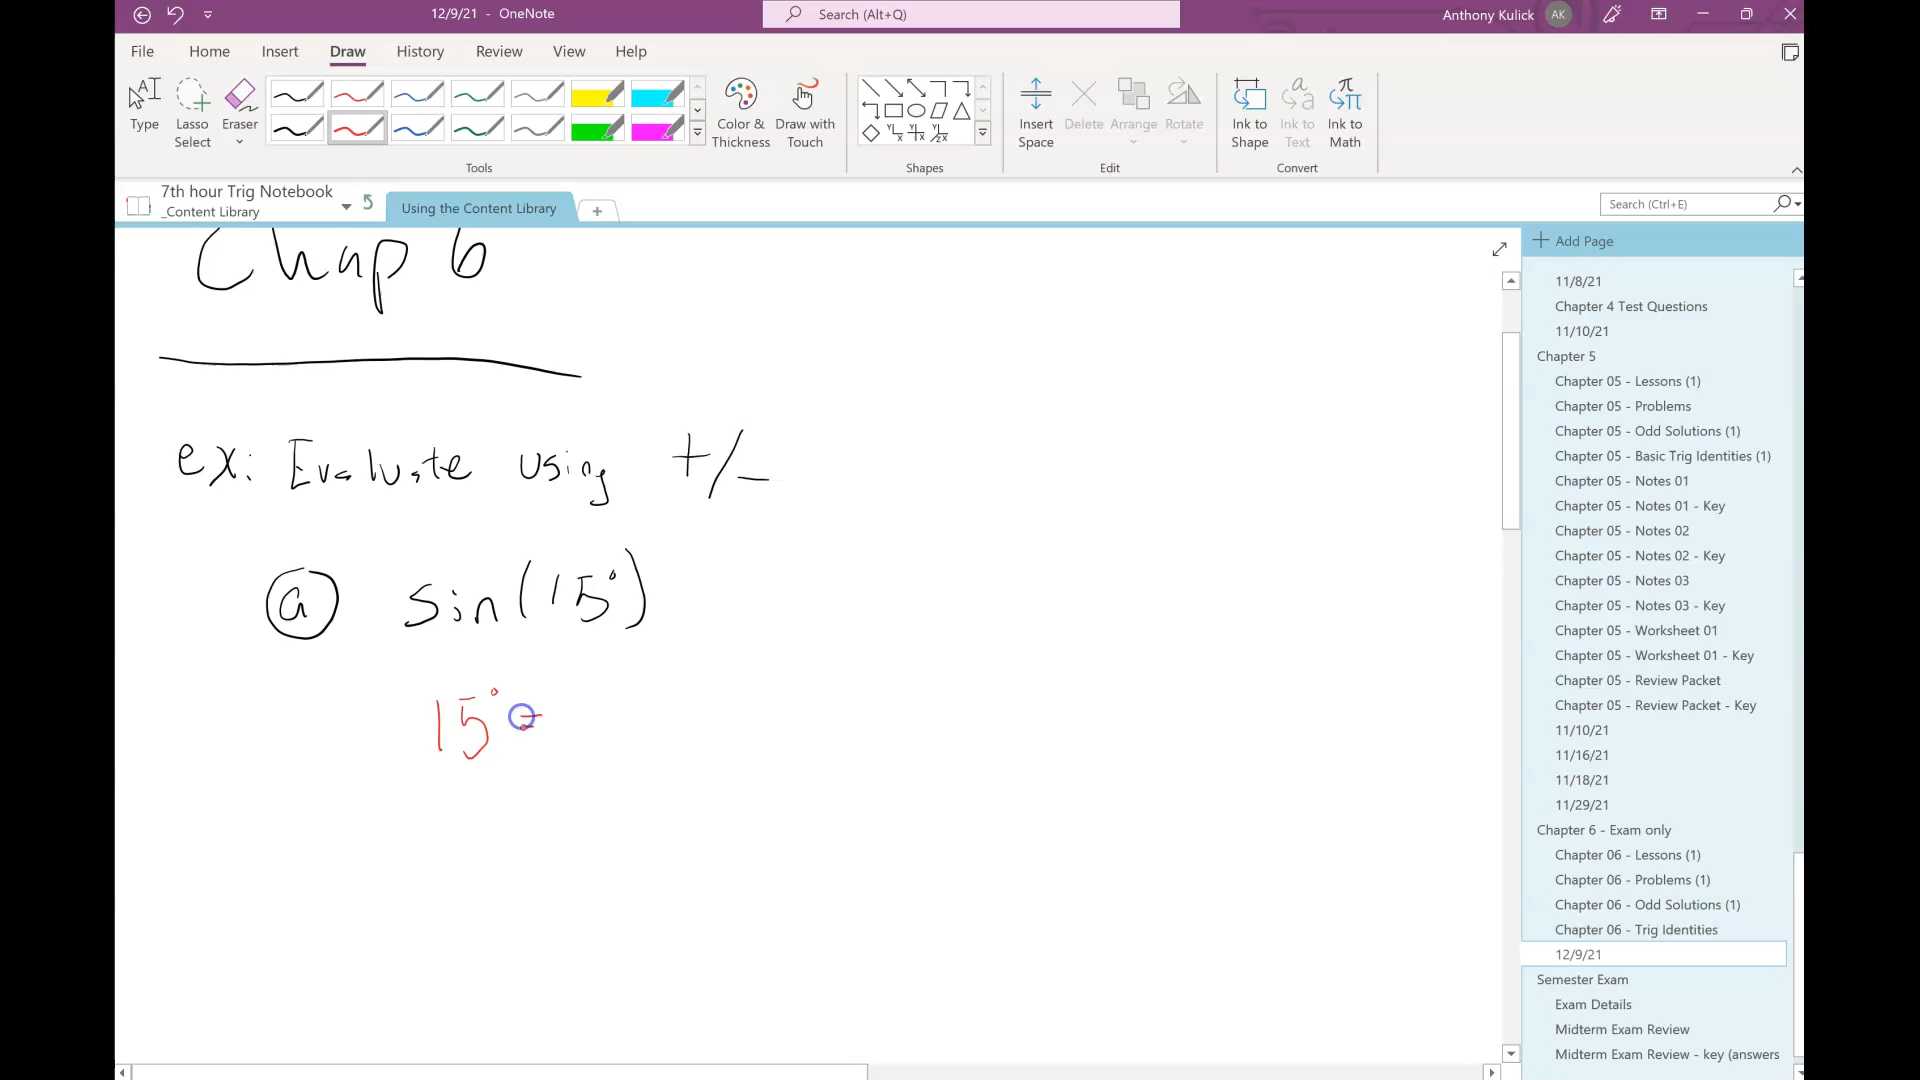 12/9/21 - OneNote
Search (Alt+Q)
Anthony Kulick AK
File Home Insert Draw History Review View Help
Type
Lasso Select
Eraser
Color & Thickness
Draw with Touch
Insert Space
Delete
Arrange
Rotate
Ink to Shape
Ink to Text
Ink to Math
Tools
Shapes
Edit
Convert
7th hour Trig Notebook
_Content Library
Using the Content Library
Search (Ctrl+E)
Chap 6
ex: Evaluate using +/-
a sin(15°)
15° =
Add Page
11/8/21
Chapter 4 Test Questions
11/10/21
Chapter 5
Chapter 05 - Lessons (1)
Chapter 05 - Problems
Chapter 05 - Odd Solutions (1)
Chapter 05 - Basic Trig Identities (1)
Chapter 05 - Notes 01
Chapter 05 - Notes 01 - Key
Chapter 05 - Notes 02
Chapter 05 - Notes 02 - Key
Chapter 05 - Notes 03
Chapter 05 - Notes 03 - Key
Chapter 05 - Worksheet 01
Chapter 05 - Worksheet 01 - Key
Chapter 05 - Review Packet
Chapter 05 - Review Packet - Key
11/10/21
11/16/21
11/18/21
11/29/21
Chapter 6 - Exam only
Chapter 06 - Lessons (1)
Chapter 06 - Problems (1)
Chapter 06 - Odd Solutions (1)
Chapter 06 - Trig Identities
12/9/21
Semester Exam
Exam Details
Midterm Exam Review
Midterm Exam Review - key (answers